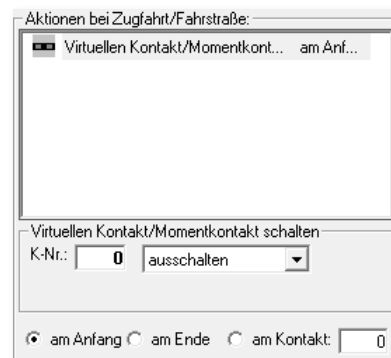 Aktionen bei Zugfahrt/Fahrstraße:
Virtuellen Kontakt/Momentkont... am Anf...
Virtuellen Kontakt/Momentkontakt schalten
K-Nr.: 0 ausschalten
am Anfang am Ende am Kontakt: 0